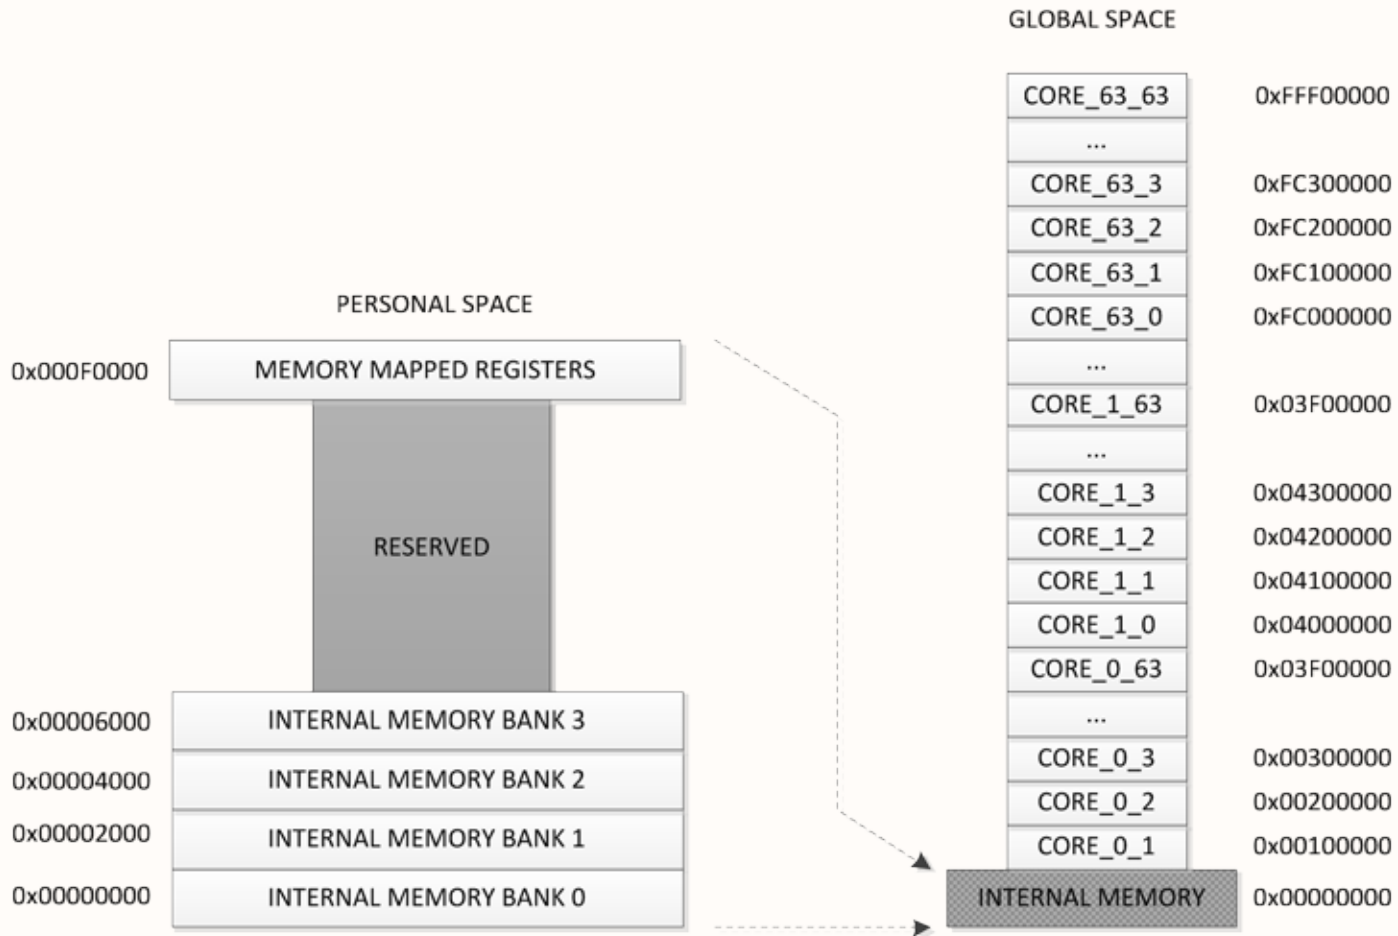 GLOBAL SPACE
CORE_63_63 0xFFF00000
...
CORE_63_3 0xFC300000
CORE_63_2 0xFC200000
CORE_63_1 0xFC100000
CORE_63_0 0xFC000000
...
CORE_1_63 0x03F00000
...
CORE_1_3 0x04300000
CORE_1_2 0x04200000
CORE_1_1 0x04100000
CORE_1_0 0x04000000
CORE_0_63 0x03F00000
...
CORE_0_3 0x00300000
CORE_0_2 0x00200000
CORE_0_1 0x00100000
INTERNAL MEMORY 0x00000000
PERSONAL SPACE
0x000F0000 MEMORY MAPPED REGISTERS
RESERVED
0x00006000 INTERNAL MEMORY BANK 3
0x00004000 INTERNAL MEMORY BANK 2
0x00002000 INTERNAL MEMORY BANK 1
0x00000000 INTERNAL MEMORY BANK 0